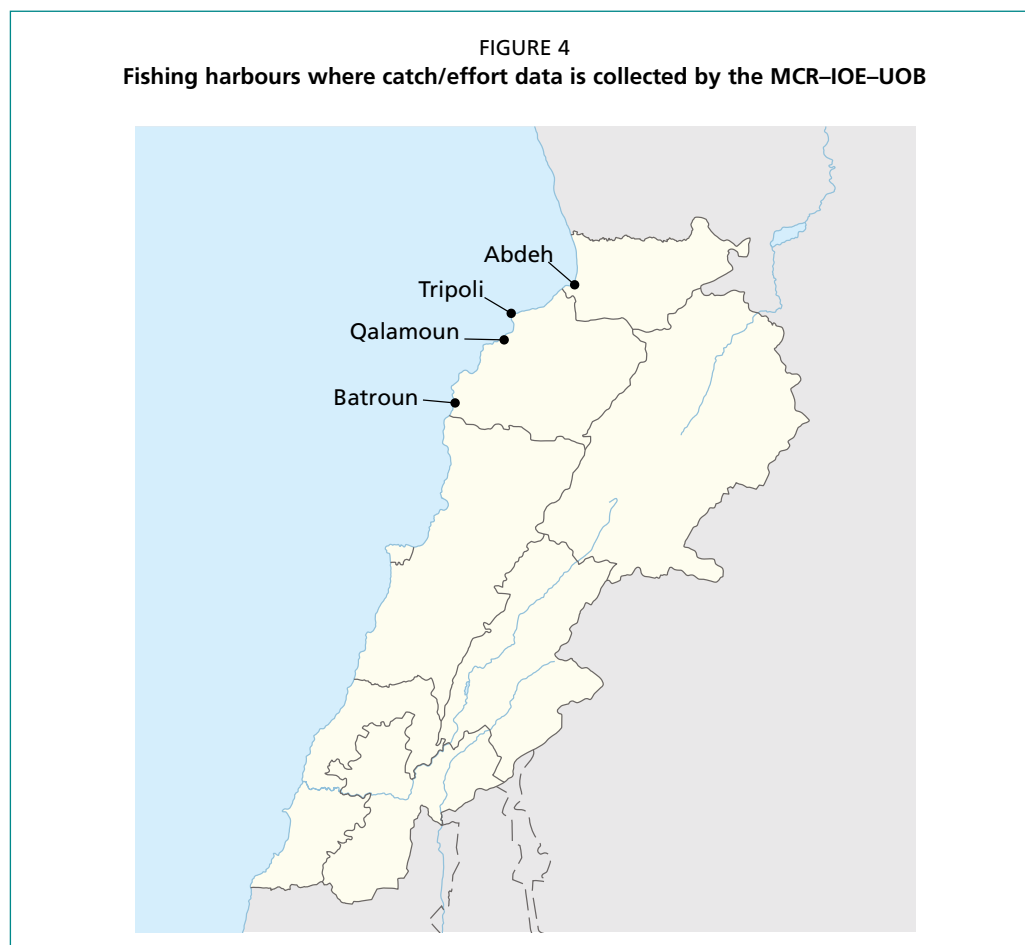 FIGURE 4
Fishing harbours where catch/effort data is collected by the MCR–IOE–UOB
Abdeh
Tripoli
Qalamoun
Batroun